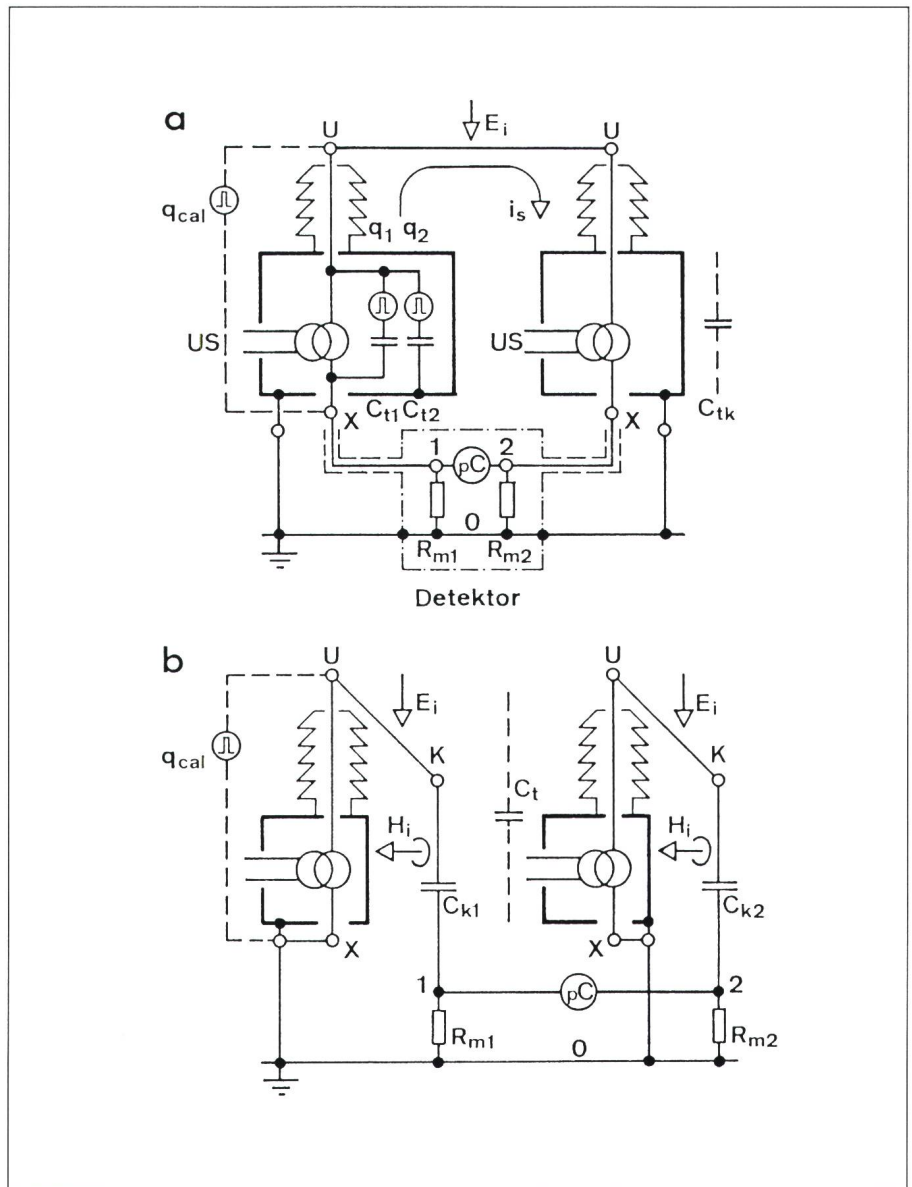 a
U
E_i
U
q_cal
q_1 q_2
i_s
US
US
C_t1 C_t2
C_tk
X
X
1 pC 2
0
R_m1 R_m2
Detektor
b
U
E_i
U
E_i
q_cal
K
K
C_t
H_i
H_i
C_k1
C_k2
X
X
1 pC 2
R_m1
0
R_m2